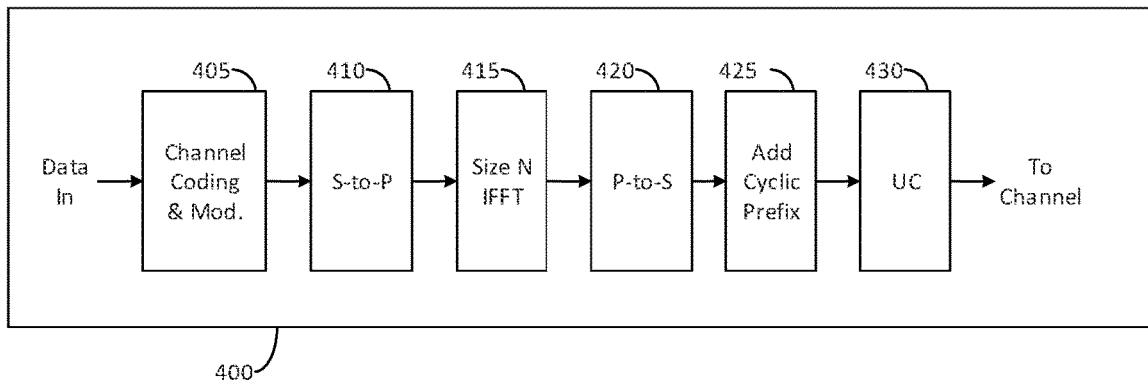 405
410
415
420
425
430
Data
In
Channel
Coding
& Mod.
S-to-P
Size N
IFFT
P-to-S
Add
Cyclic
Prefix
UC
To
Channel
400